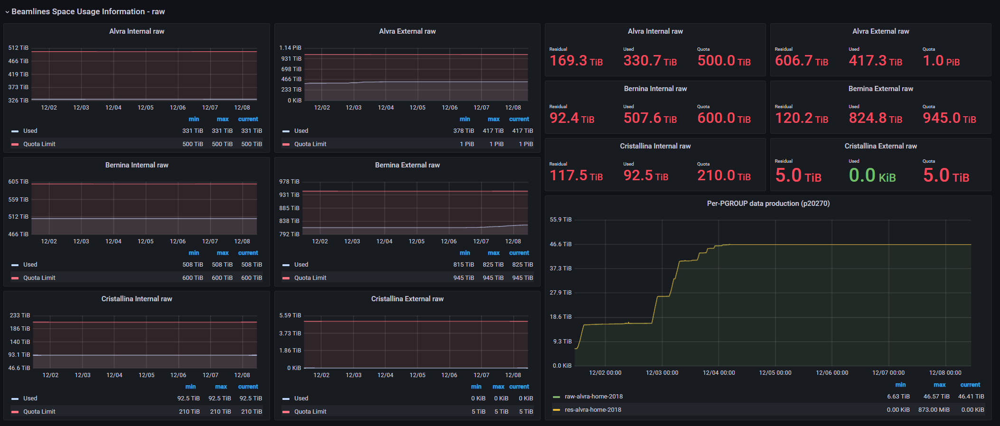 Beamlines Space Usage Information - raw
Alvra Internal raw
512 TiB
466 TiB
419 TiB
373 TiB
326 TiB
12/02 12/03 12/04 12/05 12/06 12/07 12/08
min max current
Used 331 TiB 331 TiB 331 TiB
Quota Limit 500 TiB 500 TiB 500 TiB
Alvra External raw
1.14 PiB
931 TiB
698 TiB
466 TiB
233 TiB
0 KiB
12/02 12/03 12/04 12/05 12/06 12/07 12/08
min max current
Used 378 TiB 417 TiB 417 TiB
Quota Limit 1 PiB 1 PiB 1 PiB
Alvra Internal raw
Residual Used Quota
169.3 TiB 330.7 TiB 500.0 TiB
Alvra External raw
Residual Used Quota
606.7 TiB 417.3 TiB 1.0 PiB
Bernina Internal raw
Residual Used Quota
92.4 TiB 507.6 TiB 600.0 TiB
Bernina External raw
Residual Used Quota
120.2 TiB 824.8 TiB 945.0 TiB
Cristallina Internal raw
Residual Used Quota
117.5 TiB 92.5 TiB 210.0 TiB
Cristallina External raw
Residual Used Quota
5.0 TiB 0.0 KiB 5.0 TiB
Bernina Internal raw
605 TiB
559 TiB
512 TiB
466 TiB
12/02 12/03 12/04 12/05 12/06 12/07 12/08
min max current
Used 508 TiB 508 TiB 508 TiB
Quota Limit 600 TiB 600 TiB 600 TiB
Bernina External raw
978 TiB
931 TiB
885 TiB
838 TiB
792 TiB
12/02 12/03 12/04 12/05 12/06 12/07 12/08
min max current
Used 815 TiB 825 TiB 825 TiB
Quota Limit 945 TiB 945 TiB 945 TiB
Cristallina Internal raw
233 TiB
186 TiB
140 TiB
93.1 TiB
46.6 TiB
12/02 12/03 12/04 12/05 12/06 12/07 12/08
min max current
Used 92.5 TiB 92.5 TiB 92.5 TiB
Quota Limit 210 TiB 210 TiB 210 TiB
Cristallina External raw
5.59 TiB
3.73 TiB
1.86 TiB
0 KiB
12/02 12/03 12/04 12/05 12/06 12/07 12/08
min max current
Used 0 KiB 0 KiB 0 KiB
Quota Limit 5 TiB 5 TiB 5 TiB
Per-PGROUP data production (p20270)
55.9 TiB
46.6 TiB
37.3 TiB
27.9 TiB
18.6 TiB
9.3 TiB
0.0 KiB
12/02 00:00 12/03 00:00 12/04 00:00 12/05 00:00 12/06 00:00 12/07 00:00 12/08 00:00
min max current
raw-alvra-home-2018 6.63 TiB 46.57 TiB 46.41 TiB
res-alvra-home-2018 0.00 KiB 873.00 MiB 0.00 KiB